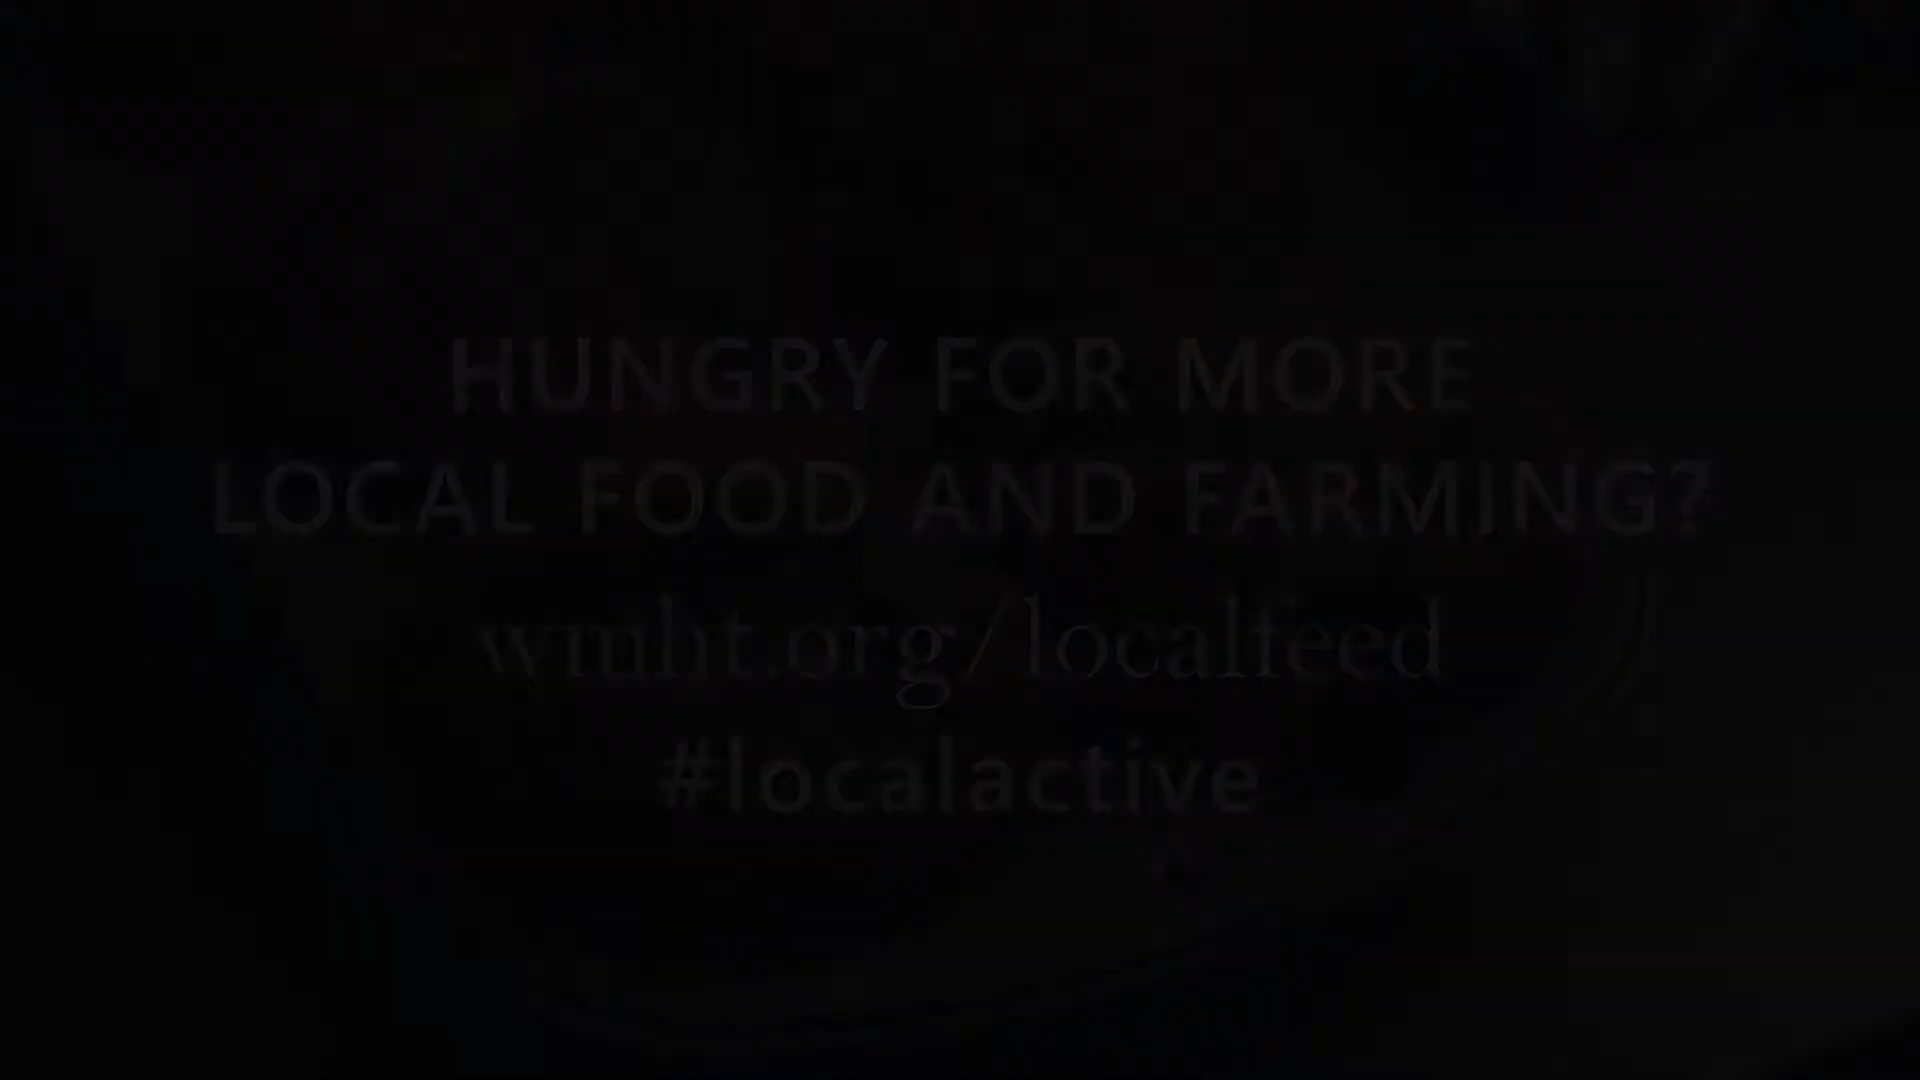 HUNGRY FOR MORE
LOCAL FOOD AND FARMING?
wmht.org/localfeed
#localactive